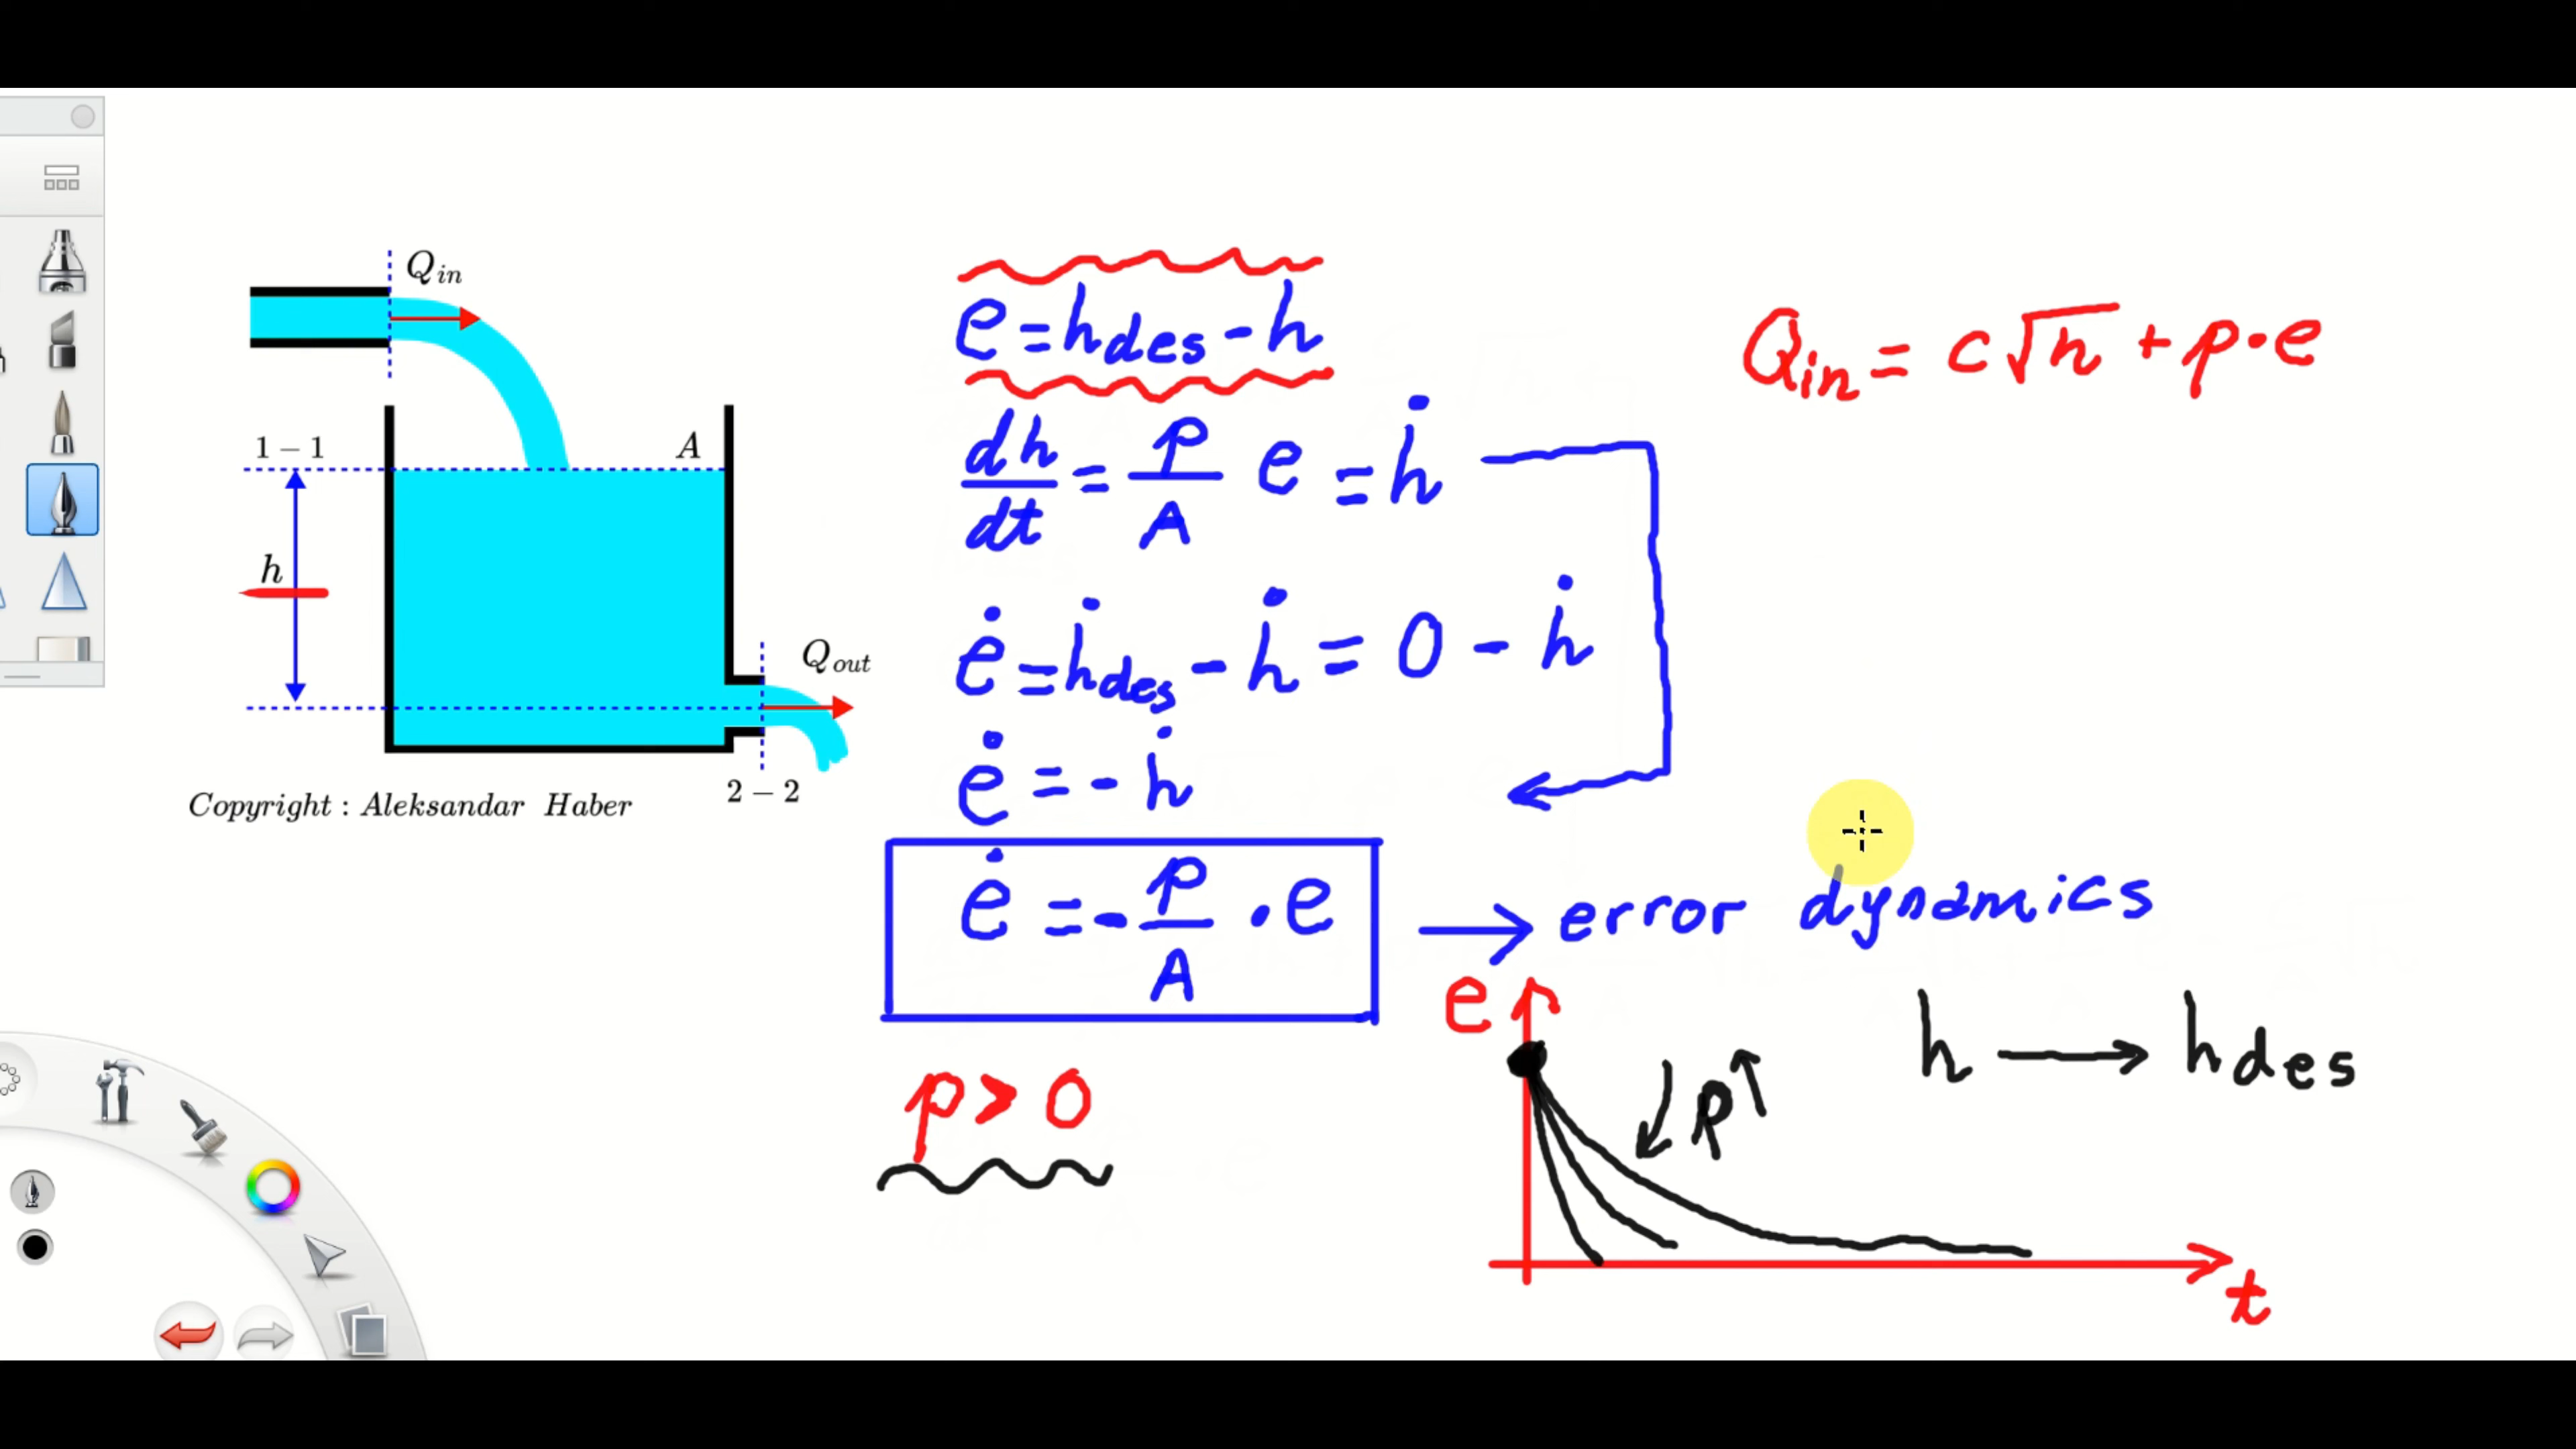 Q_in
1 − 1
A
h
Q_out
2 − 2
Copyright : Aleksandar Haber
e = h_des - h
dh/dt = p/A e = ḣ
ė = ḣ_des - ḣ = 0 - ḣ
ė = - ḣ
ė = - p/A · e → error dynamics
p > 0
Q_in = c√h + p·e
e
↓ p ↑
h → h_des
t